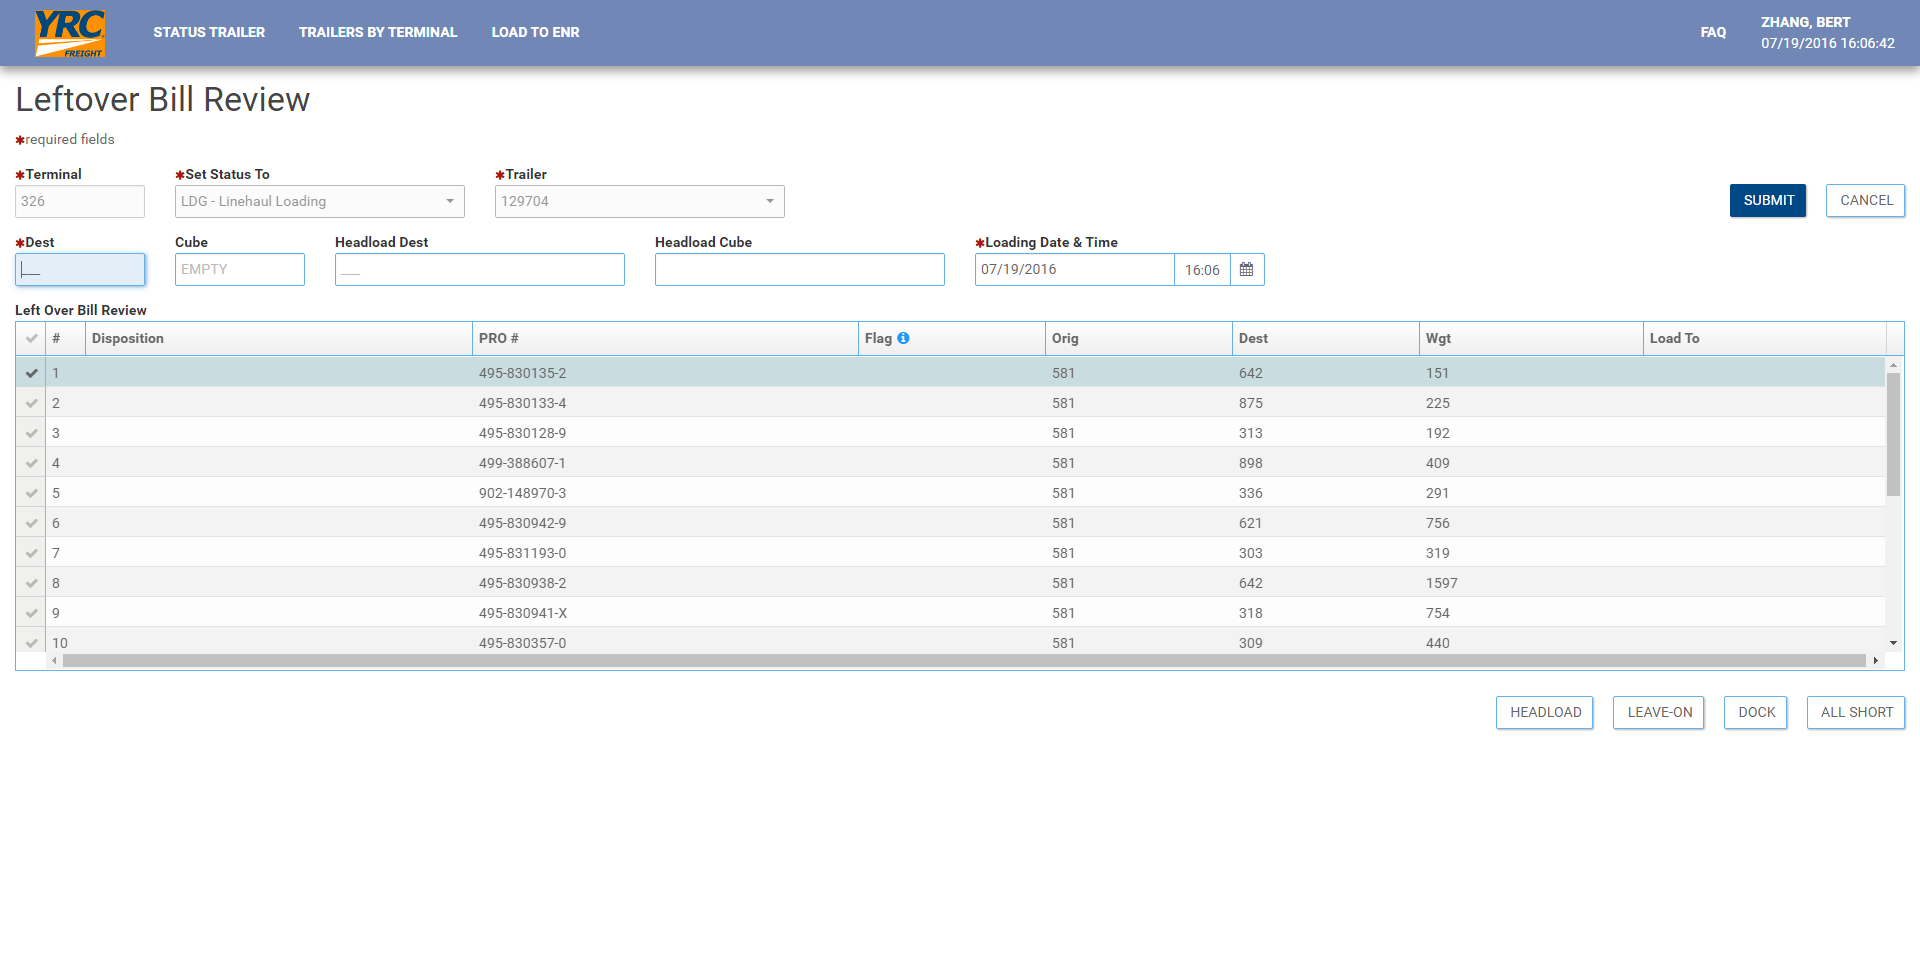 YRC FREIGHT STATUS TRAILER TRAILERS BY TERMINAL LOAD TO ENR FAQ ZHANG, BERT
07/19/2016 16:06:42
Leftover Bill Review
*required fields
*Terminal *Set Status To *Trailer
326 LDG - Linehaul Loading 129704 SUBMIT CANCEL
*Dest Cube Headload Dest Headload Cube *Loading Date & Time
___ EMPTY ___ 07/19/2016 16:06
Left Over Bill Review
# Disposition PRO # Flag Orig Dest Wgt Load To
1 495-830135-2 581 642 151
2 495-830133-4 581 875 225
3 495-830128-9 581 313 192
4 499-388607-1 581 898 409
5 902-148970-3 581 336 291
6 495-830942-9 581 621 756
7 495-831193-0 581 303 319
8 495-830938-2 581 642 1597
9 495-830941-X 581 318 754
10 495-830357-0 581 309 440
HEADLOAD LEAVE-ON DOCK ALL SHORT